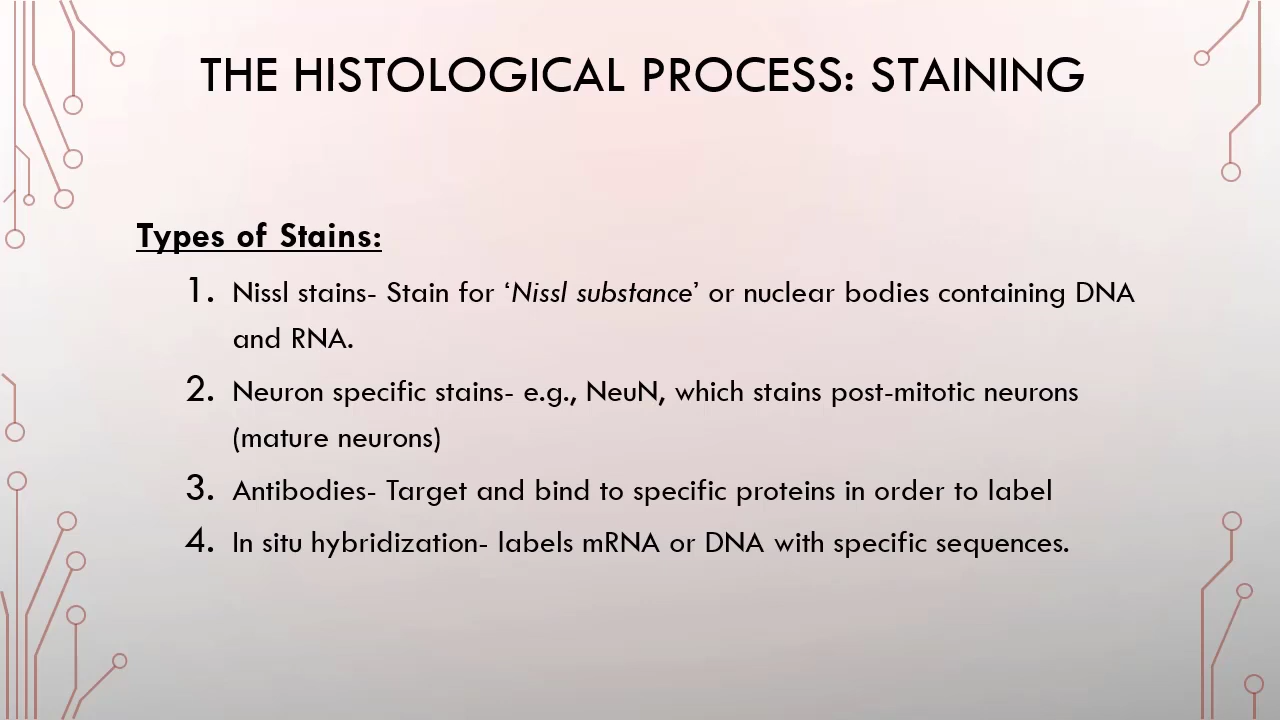 THE HISTOLOGICAL PROCESS: STAINING
Types of Stains:
1. Nissl stains- Stain for ‘Nissl substance’ or nuclear bodies containing DNA
and RNA.
2. Neuron specific stains- e.g., NeuN, which stains post-mitotic neurons
(mature neurons)
3. Antibodies- Target and bind to specific proteins in order to label
4. In situ hybridization- labels mRNA or DNA with specific sequences.